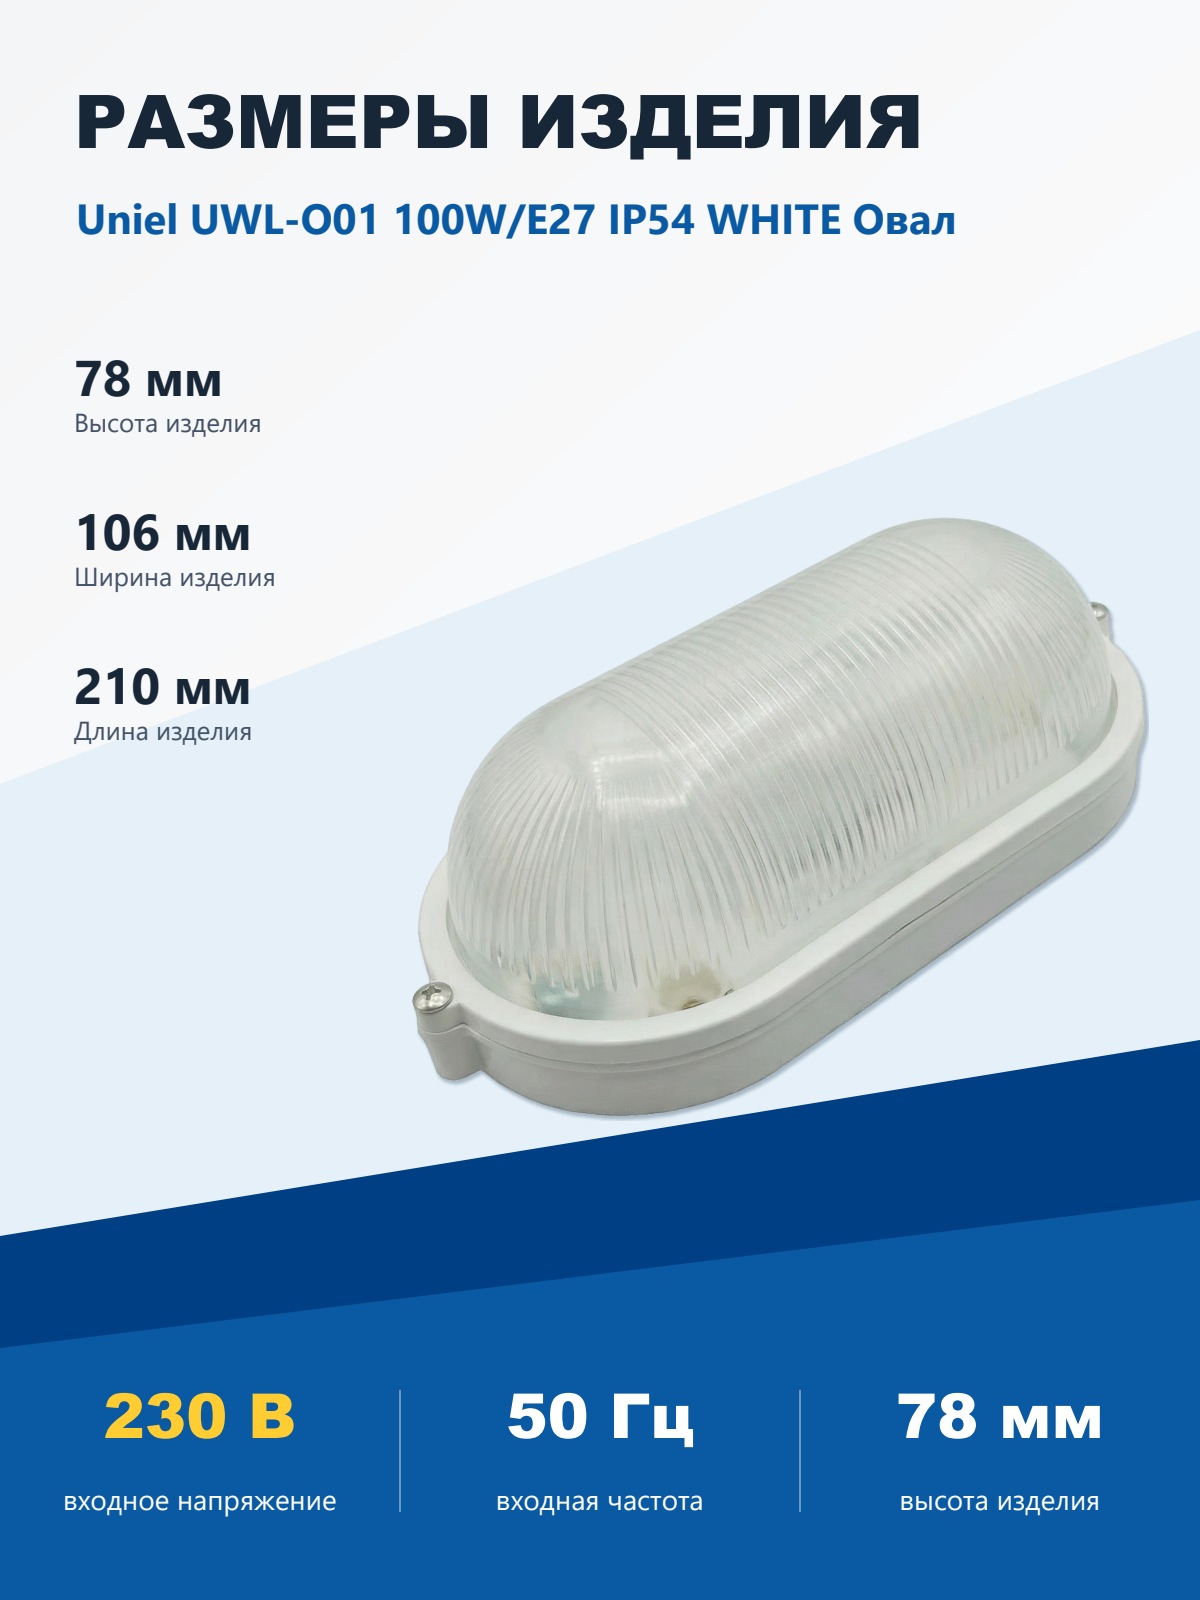 РАЗМЕРЫ ИЗДЕЛИЯ
Uniel UWL-O01 100W/E27 IP54 WHITE Овал
78 мм
Высота изделия
106 мм
Ширина изделия
210 мм
Длина изделия
230 В
входное напряжение
50 Гц
входная частота
78 мм
высота изделия